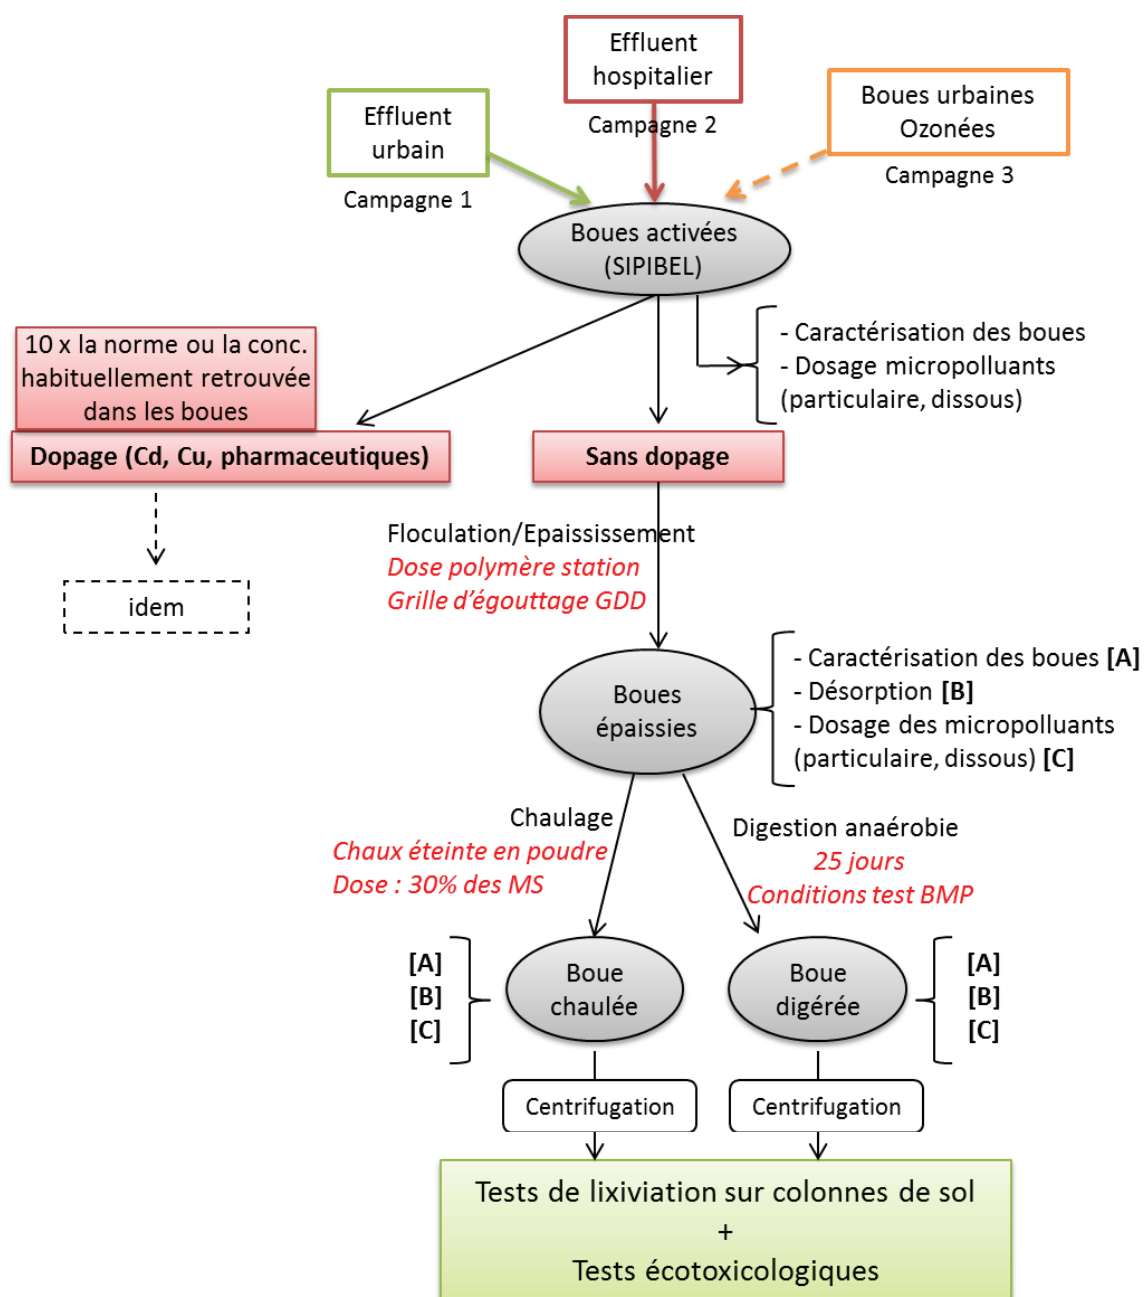 Effluent
hospitalier
Campagne 2
Effluent
urbain
Campagne 1
Boues urbaines
Ozonées
Campagne 3
Boues activées
(SIPIBEL)
- Caractérisation des boues
- Dosage micropolluants
(particulaire, dissous)
10 x la norme ou la conc.
habituellement retrouvée
dans les boues
Dopage (Cd, Cu, pharmaceutiques)
Sans dopage
idem
Floculation/Epaississement
Dose polymère station
Grille d'égouttage GDD
Boues
épaissies
- Caractérisation des boues [A]
- Désorption [B]
- Dosage des micropolluants
(particulaire, dissous) [C]
Chaulage
Chaux éteinte en poudre
Dose : 30% des MS
Digestion anaérobie
25 jours
Conditions test BMP
[A]
[B]
[C]
Boue
chaulée
Boue
digérée
[A]
[B]
[C]
Centrifugation
Centrifugation
Tests de lixiviation sur colonnes de sol
+
Tests écotoxicologiques